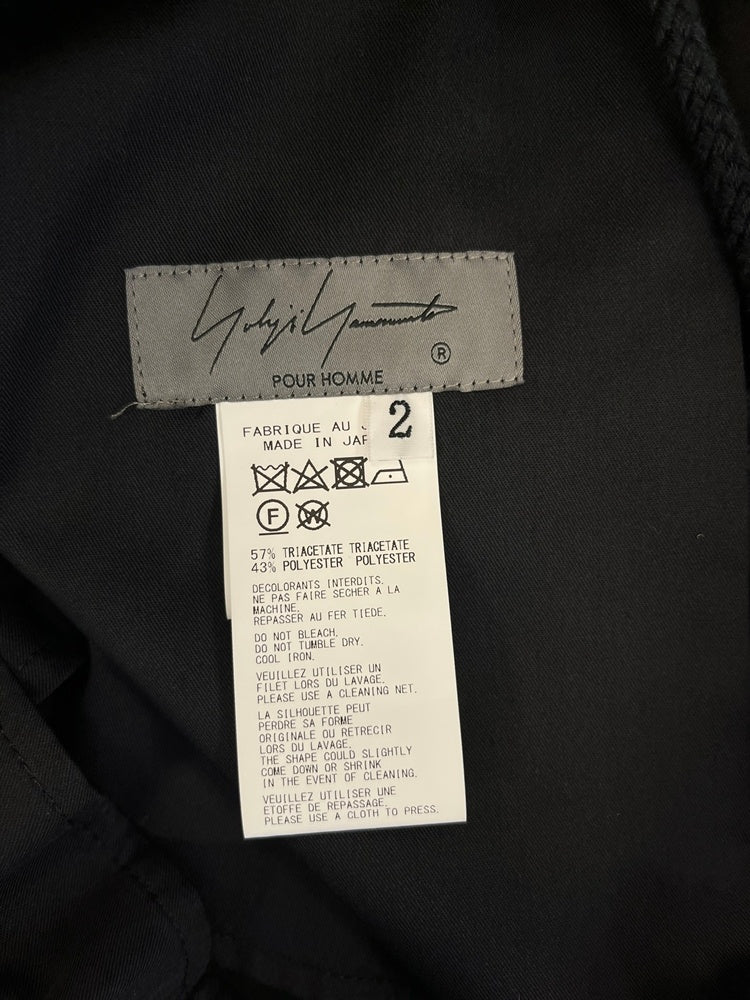 Yohji Yamamoto
®
POUR HOMME
2
FABRIQUE AU
MADE IN JAP
F
W
57% TRIACETATE TRIACETATE
43% POLYESTER POLYESTER
DECOLORANTS INTERDITS.
NE PAS FAIRE SECHER A LA
MACHINE.
REPASSER AU FER TIEDE.
DO NOT BLEACH.
DO NOT TUMBLE DRY.
COOL IRON.
VEUILLEZ UTILISER UN
FILET LORS DU LAVAGE.
PLEASE USE A CLEANING NET.
LA SILHOUETTE PEUT
PERDRE SA FORME
ORIGINALE OU RETRECIR
LORS DU LAVAGE.
THE SHAPE COULD SLIGHTLY
COME DOWN OR SHRINK
IN THE EVENT OF CLEANING.
VEUILLEZ UTILISER UNE
ETOFFE DE REPASSAGE.
PLEASE USE A CLOTH TO PRESS.